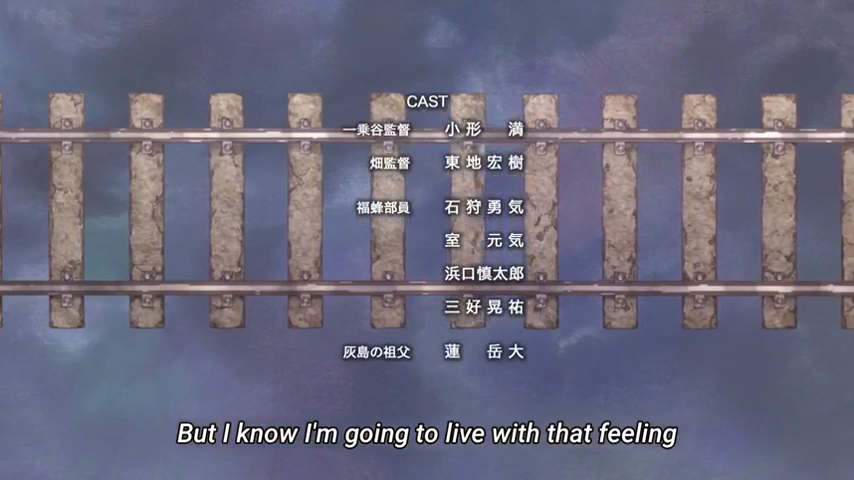 CAST
一乗谷監督 小形 満
畑監督 東地宏樹
福蜂部員 石狩勇気
室 元気
浜口慎太郎
三好晃祐
灰島の祖父 蓮 岳大
But I know I'm going to live with that feeling